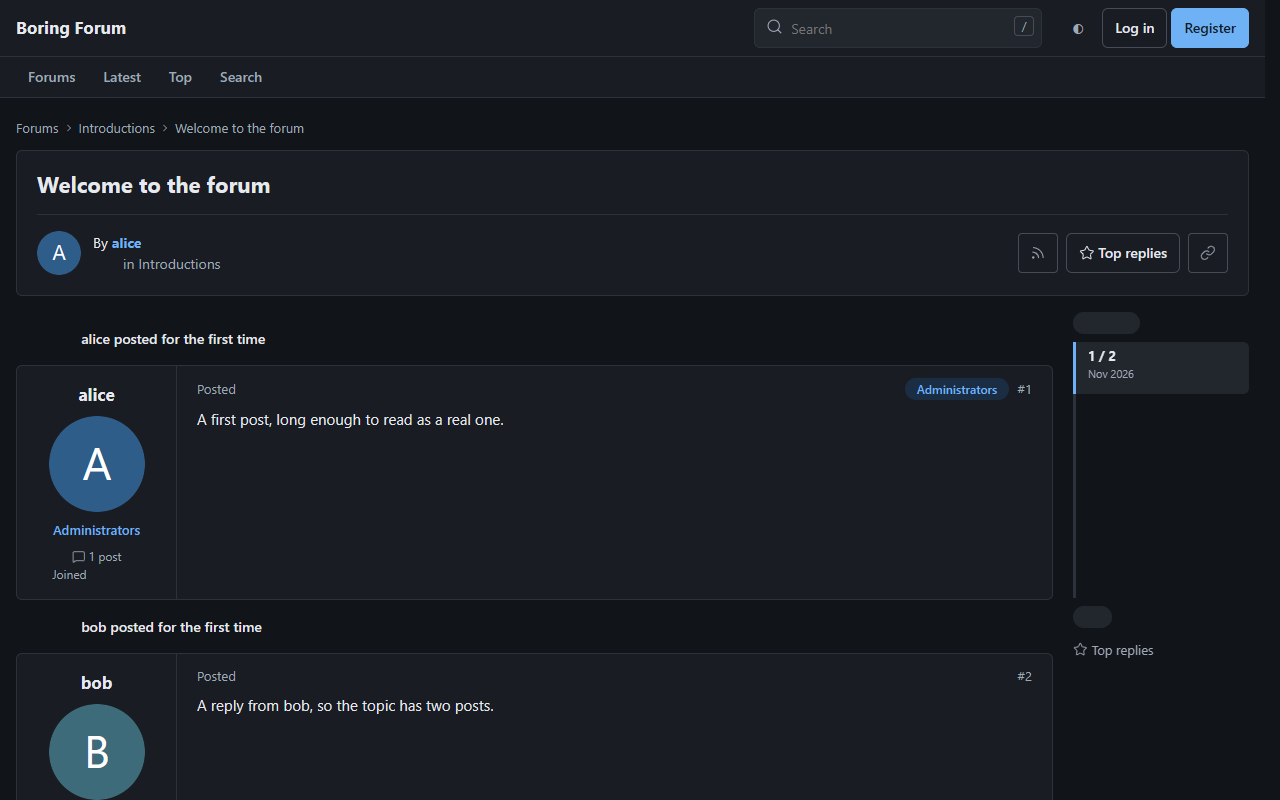 Boring Forum
Search
/
Log in
Register
Forums
Latest
Top
Search
Forums
Introductions
Welcome to the forum
Welcome to the forum
A
By alice
in Introductions
Top replies
alice posted for the first time
1 / 2
Nov 2026
alice
A
Administrators
1 post
Joined
Posted
Administrators
#1
A first post, long enough to read as a real one.
Top replies
bob posted for the first time
bob
B
Posted
#2
A reply from bob, so the topic has two posts.